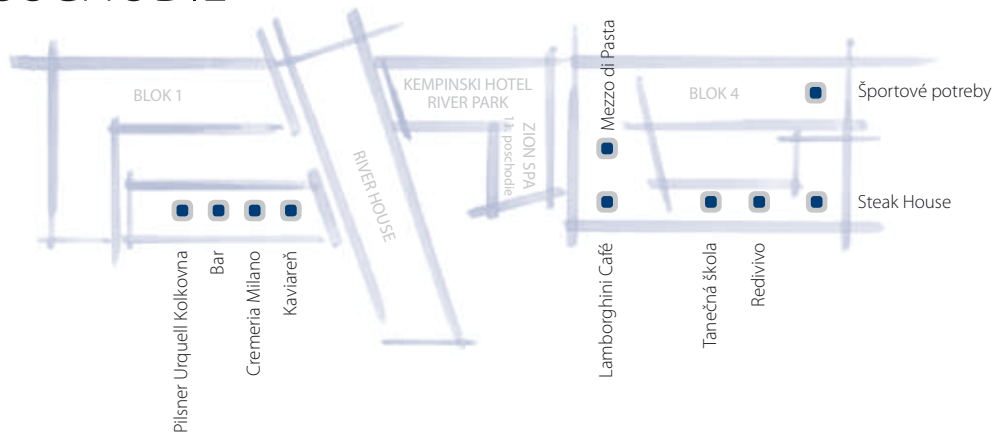 BLOK 1
KEMPINSKI HOTEL
RIVER PARK
ZION SPA
11. poschodie
RIVER HOUSE
BLOK 4
Mezzo di Pasta
Športové potreby
Steak House
Pilsner Urquell Kolkovna
Bar
Cremeria Milano
Kaviareň
Lamborghini Café
Tanečná škola
Redivivo